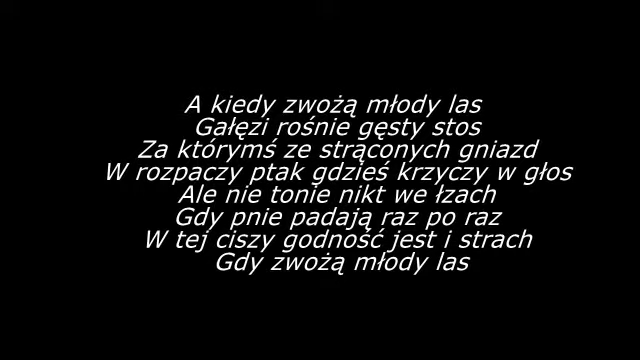 A kiedy zwożą młody las
Gałęzi rośnie gęsty stos
Za którymś ze strąconych gniazd
W rozpaczy ptak gdzieś krzyczy w głos
Ale nie tonie nikt we łzach
Gdy pnie padają raz po raz
W tej ciszy godność jest i strach
Gdy zwożą młody las